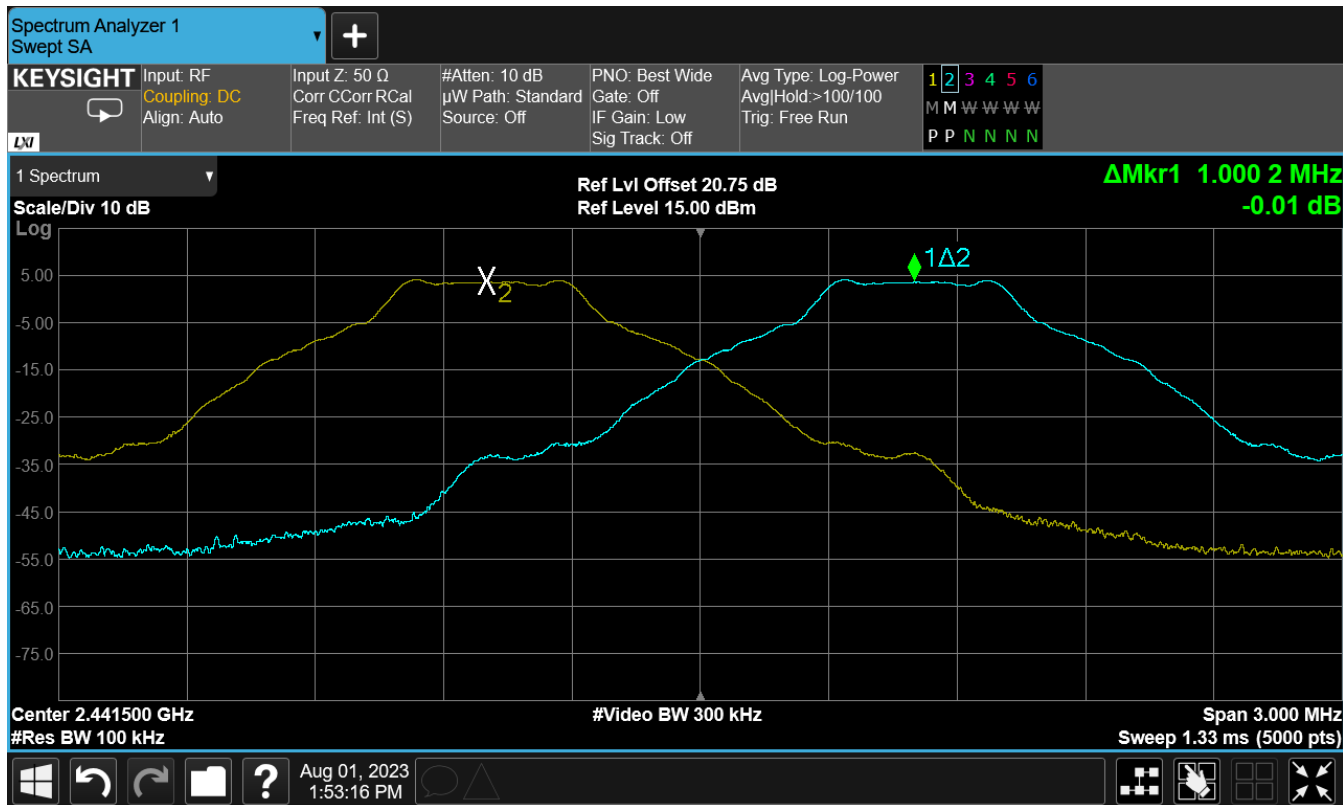 Spectrum Analyzer 1
Swept SA
KEYSIGHT
LXI
Input: RF
Coupling: DC
Align: Auto
Input Z: 50 Ω
Corr CCorr RCal
Freq Ref: Int (S)
#Atten: 10 dB
µW Path: Standard
Source: Off
PNO: Best Wide
Gate: Off
IF Gain: Low
Sig Track: Off
Avg Type: Log-Power
Avg|Hold:>100/100
Trig: Free Run
1 2 3 4 5 6
M M W W W W
P P N N N N
1 Spectrum
Scale/Div 10 dB
Log
Ref Lvl Offset 20.75 dB
Ref Level 15.00 dBm
ΔMkr1 1.000 2 MHz
-0.01 dB
1Δ2
X2
5.00
-5.00
-15.0
-25.0
-35.0
-45.0
-55.0
-65.0
-75.0
Center 2.441500 GHz
#Res BW 100 kHz
#Video BW 300 kHz
Span 3.000 MHz
Sweep 1.33 ms (5000 pts)
?
Aug 01, 2023
1:53:16 PM